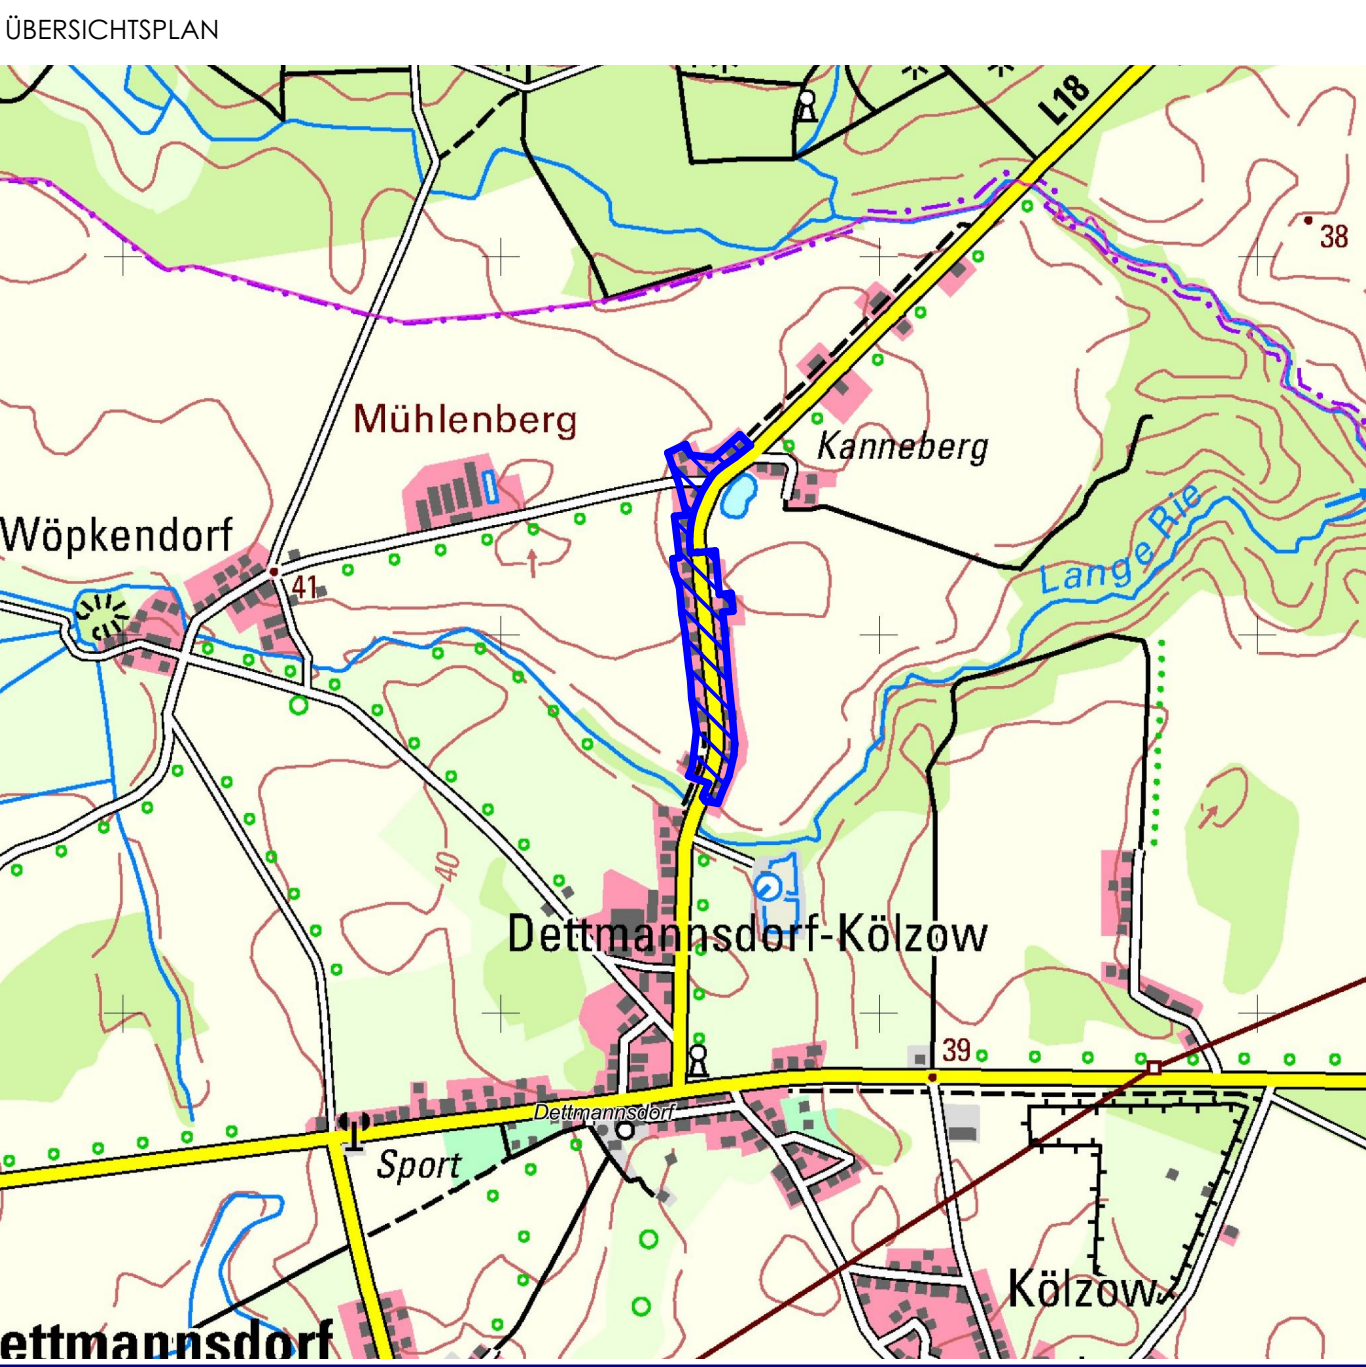 ÜBERSICHTSPLAN
L18
38
Mühlenberg
Kanneberg
Wöpkendorf
41
Lange Rie
40
Dettmannsdorf-Kölzow
39
Dettmannsdorf
Sport
Kölzow
ettmannsdorf